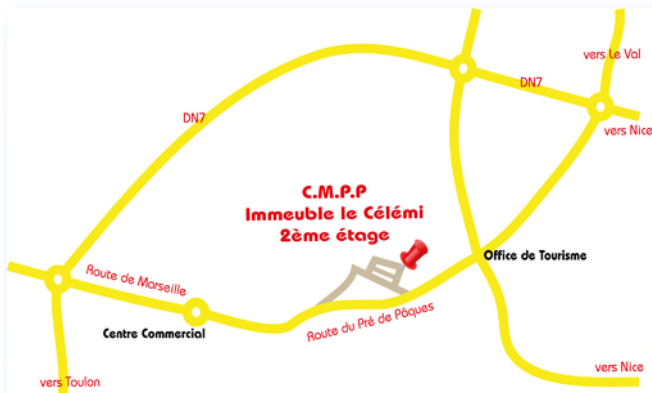 vers Le Val
DN7
DN7
vers Nice
C.M.P.P
Immeuble le Célémi
2ème étage
Office de Tourisme
Route de Marseille
Centre Commercial
Route du Pré de Pâques
vers Nice
vers Toulon